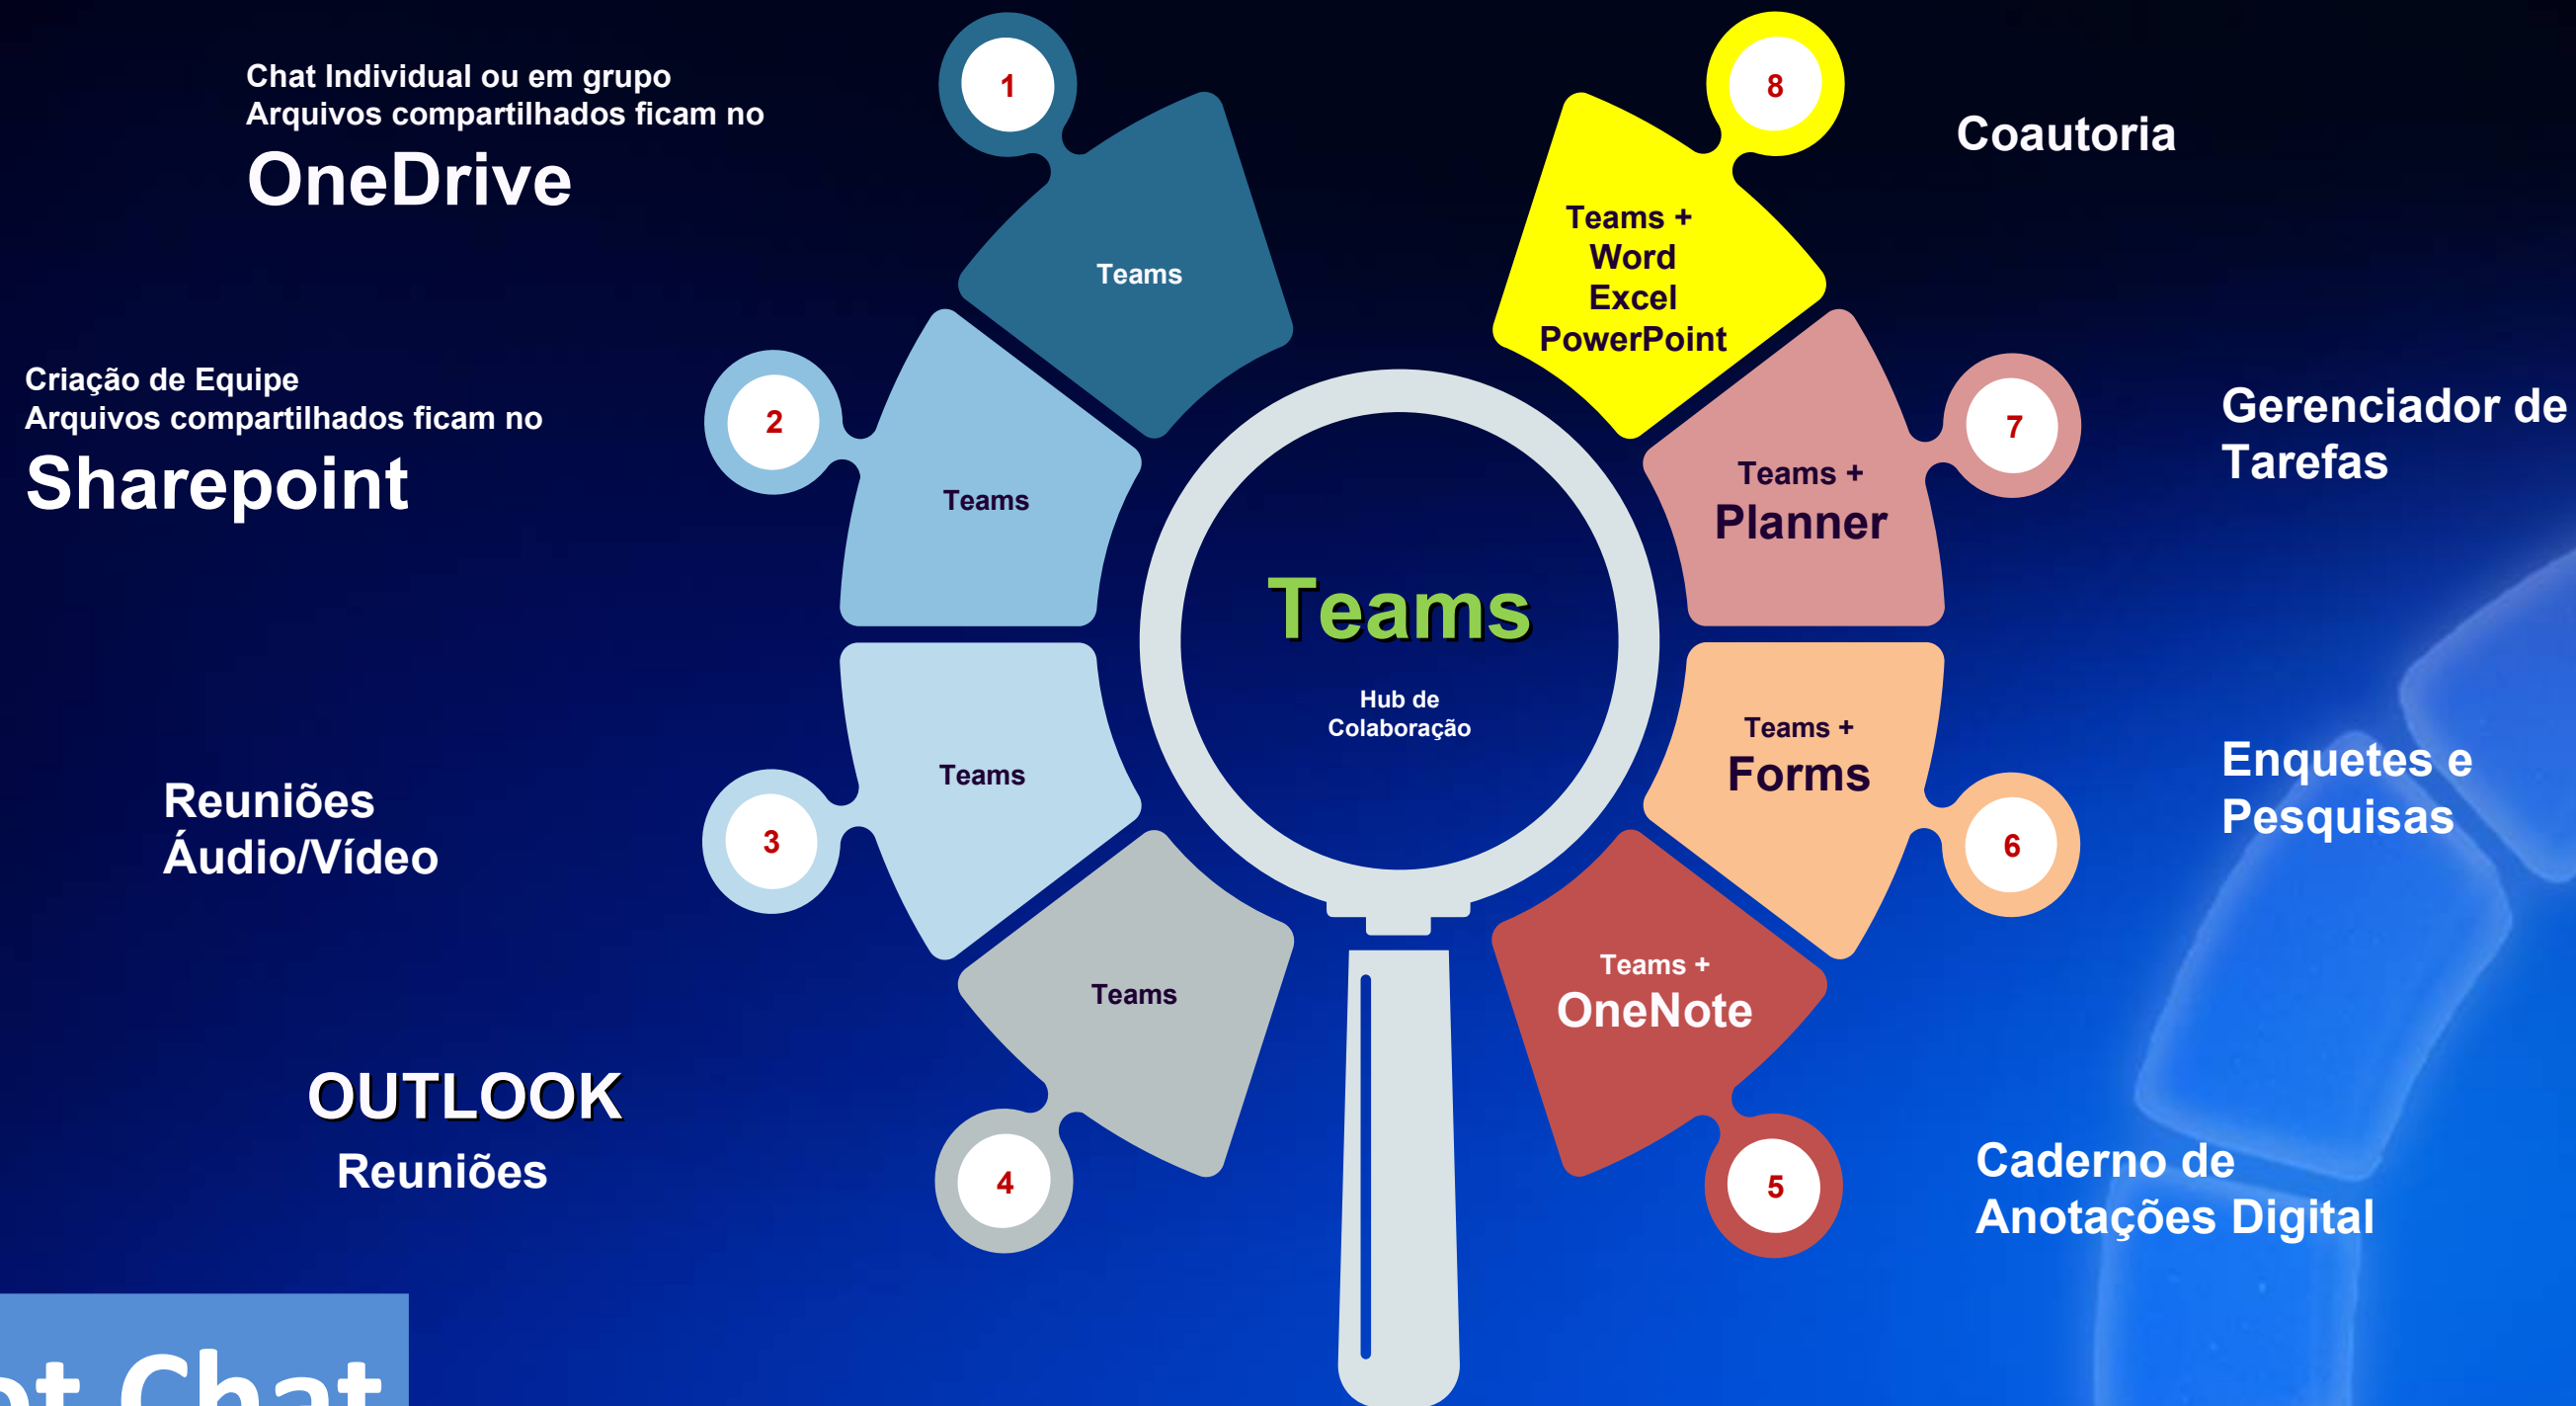 Chat Individual ou em grupo
Arquivos compartilhados ficam no
OneDrive
1
Teams
Criação de Equipe
Arquivos compartilhados ficam no
Sharepoint
2
Teams
Reuniões
Áudio/Vídeo
3
Teams
OUTLOOK
Reuniões
4
Teams
Teams
Hub de
Colaboração
8
Teams +
Word
Excel
PowerPoint
Coautoria
7
Teams +
Planner
Gerenciador de
Tarefas
6
Teams +
Forms
Enquetes e
Pesquisas
5
Teams +
OneNote
Caderno de
Anotações Digital
Chat